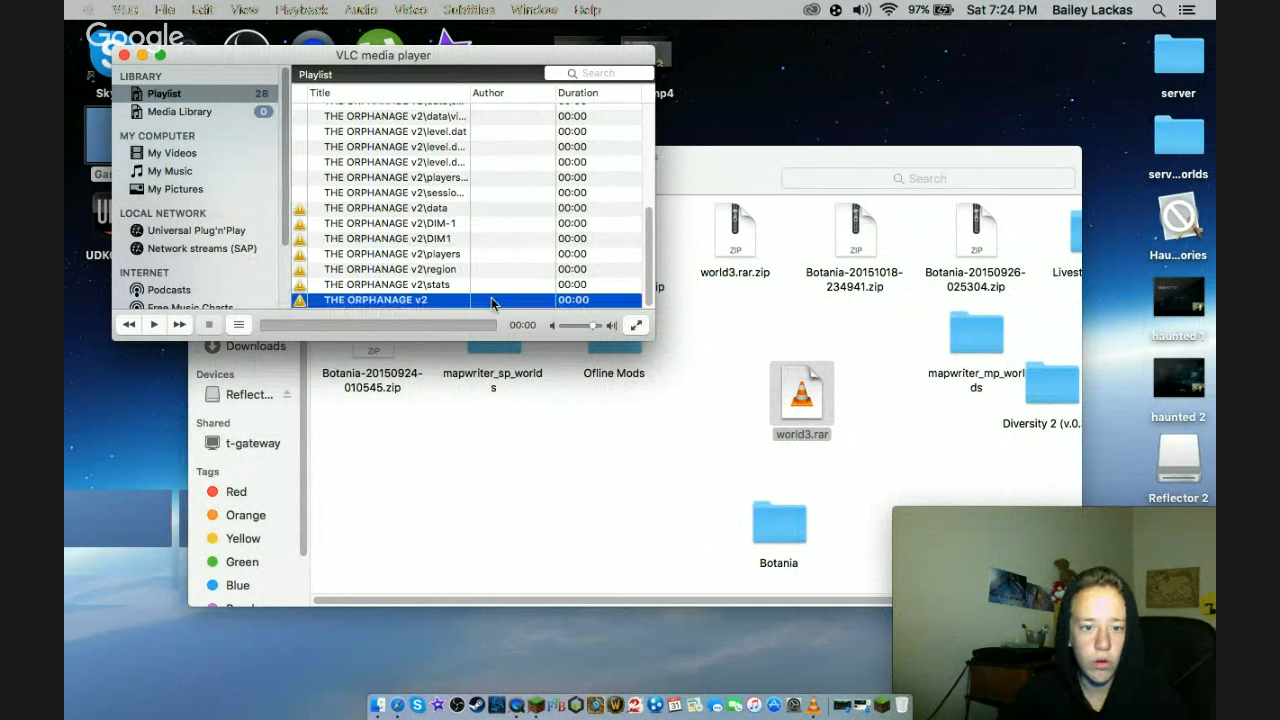 VLC File Edit View Playback Audio Video Subtitles Window Help
97% Sat 7:24 PM Bailey Lackas
Google
VLC media player
LIBRARY
Playlist 28
Media Library 0
MY COMPUTER
My Videos
My Music
My Pictures
LOCAL NETWORK
Universal Plug'n'Play
Network streams (SAP)
INTERNET
Podcasts
Free Music Charts
Playlist
Search
Title Author Duration
THE ORPHANAGE v2\data\vi... 00:00
THE ORPHANAGE v2\level.dat 00:00
THE ORPHANAGE v2\level.d... 00:00
THE ORPHANAGE v2\level.d... 00:00
THE ORPHANAGE v2\players... 00:00
THE ORPHANAGE v2\sessio... 00:00
THE ORPHANAGE v2\data 00:00
THE ORPHANAGE v2\DIM-1 00:00
THE ORPHANAGE v2\DIM1 00:00
THE ORPHANAGE v2\players 00:00
THE ORPHANAGE v2\region 00:00
THE ORPHANAGE v2\stats 00:00
THE ORPHANAGE v2 00:00
00:00
Downloads
Devices
Reflect...
Shared
t-gateway
Tags
Red
Orange
Yellow
Green
Blue
Search
ZIP
world3.rar.zip
ZIP
Botania-20151018-
234941.zip
ZIP
Botania-20150926-
025304.zip
Livest
ZIP
Botania-20150924-
010545.zip
mapwriter_sp_world
s
Ofline Mods
world3.rar
mapwriter_mp_worl
ds
Diversity 2 (v.0.
Botania
mp4
server
serv...orlds
Hau...ories
haunted 1
haunted 2
Reflector 2